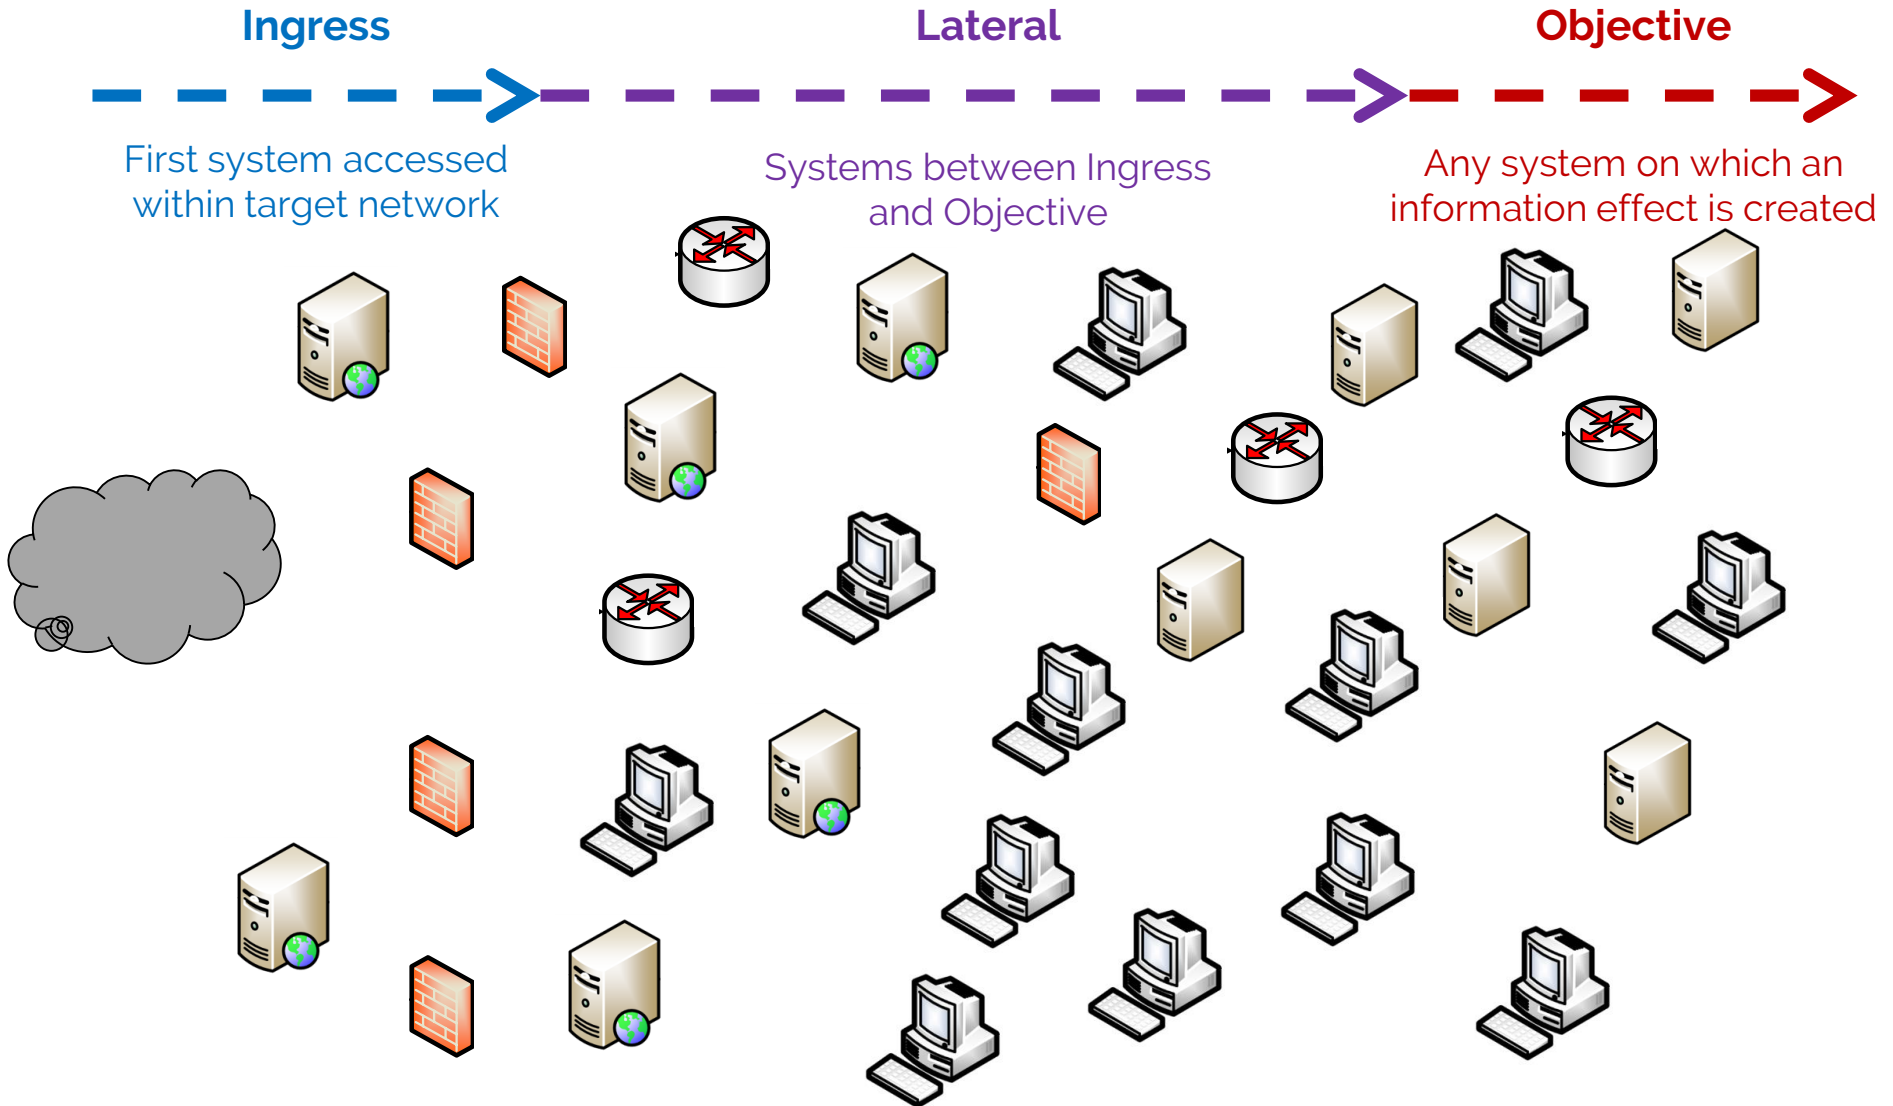 Ingress
Lateral
Objective
First system accessed
within target network
Systems between Ingress
and Objective
Any system on which an
information effect is created